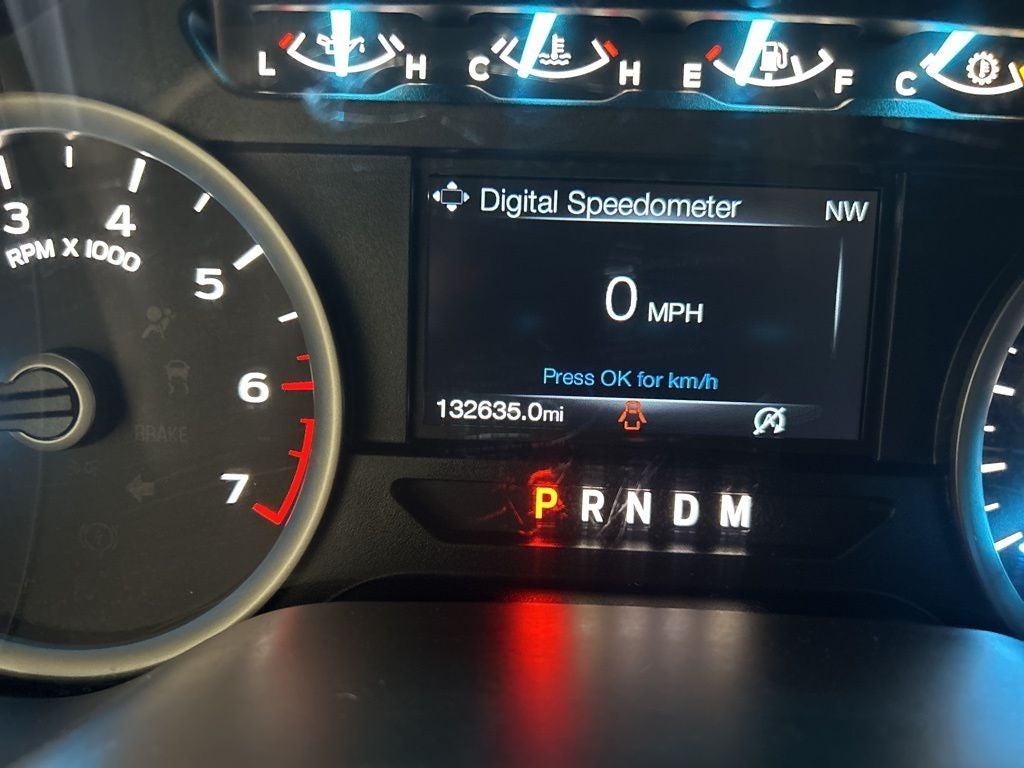 L H C H E F C
Digital Speedometer NW
3 4 5 6 7
RPM X 1000
0 MPH
Press OK for km/h
132635.0mi
BRAKE
P R N D M